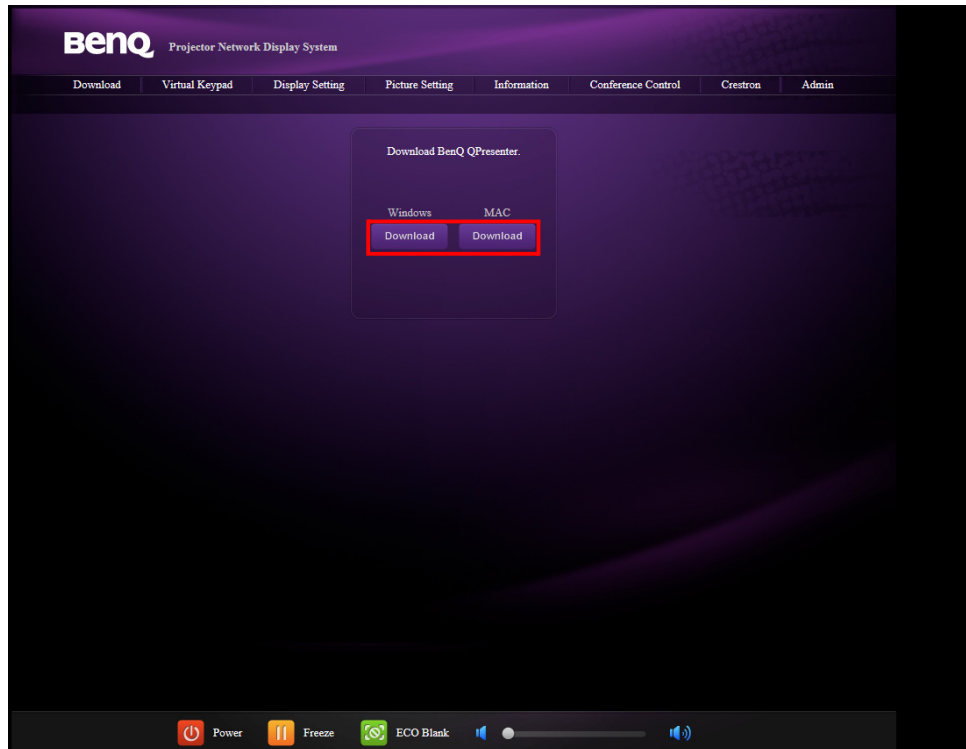 BenQ Projector Network Display System
Download Virtual Keypad Display Setting Picture Setting Information Conference Control Crestron Admin
Download BenQ QPresenter.
Windows MAC
Download Download
Power Freeze ECO Blank